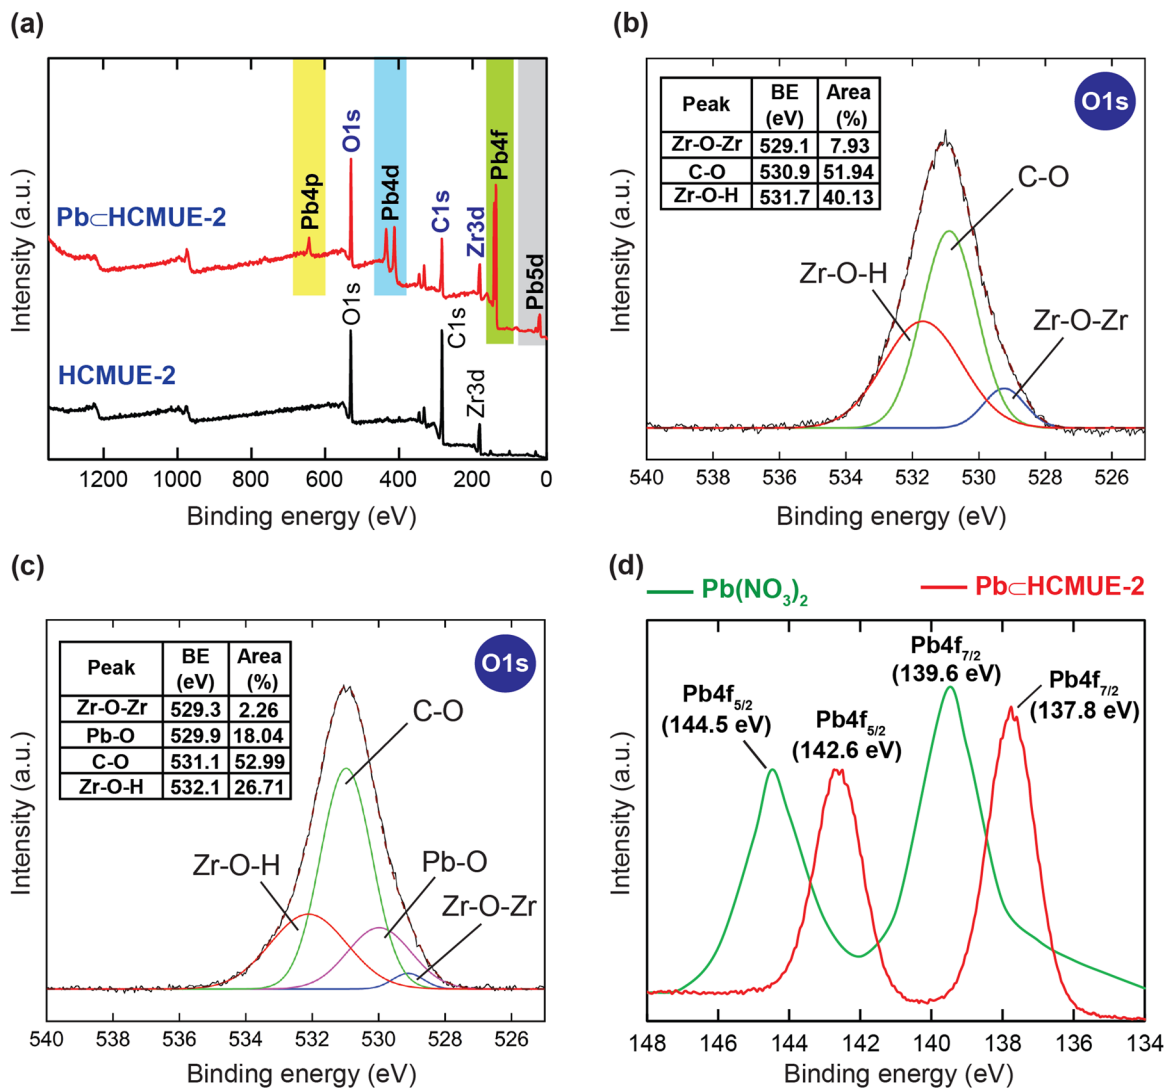 (a)
Intensity (a.u.)
Pb⊂HCMUE-2
HCMUE-2
Pb4p
O1s
Pb4d
C1s
Zr3d
Pb4f
Pb5d
O1s
C1s
Zr3d
1200 1000 800 600 400 200 0
Binding energy (eV)
(b)
Intensity (a.u.)
Peak BE (eV) Area (%)
Zr-O-Zr 529.1 7.93
C-O 530.9 51.94
Zr-O-H 531.7 40.13
O1s
C-O
Zr-O-H
Zr-O-Zr
540 538 536 534 532 530 528 526
Binding energy (eV)
(c)
Intensity (a.u.)
Peak BE (eV) Area (%)
Zr-O-Zr 529.3 2.26
Pb-O 529.9 18.04
C-O 531.1 52.99
Zr-O-H 532.1 26.71
O1s
C-O
Zr-O-H
Pb-O
Zr-O-Zr
540 538 536 534 532 530 528 526
Binding energy (eV)
(d)
Pb(NO3)2
Pb⊂HCMUE-2
Intensity (a.u.)
Pb4f5/2
(144.5 eV)
Pb4f5/2
(142.6 eV)
Pb4f7/2
(139.6 eV)
Pb4f7/2
(137.8 eV)
148 146 144 142 140 138 136 134
Binding energy (eV)